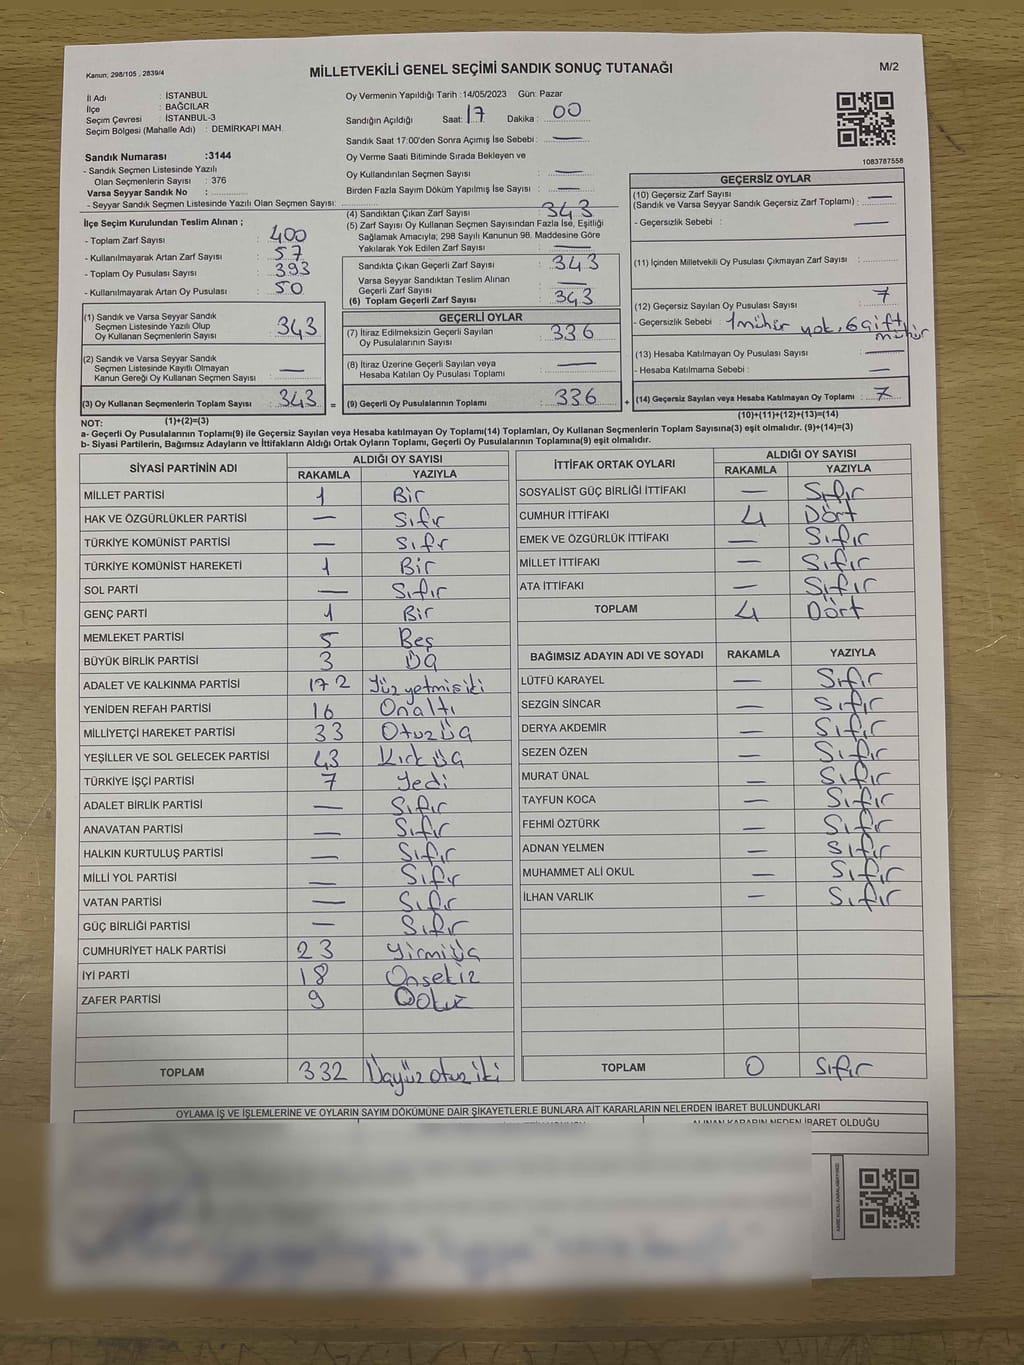 Kanun; 298/105 , 2839/4
MİLLETVEKİLİ GENEL SEÇİMİ SANDIK SONUÇ TUTANAĞI
M/2
İl Adı : İSTANBUL
İlçe : BAĞCILAR
Seçim Çevresi : İSTANBUL-3
Seçim Bölgesi (Mahalle Adı) : DEMİRKAPI MAH.
Sandık Numarası :3144
- Sandık Seçmen Listesinde Yazılı
Olan Seçmenlerin Sayısı : 376
Varsa Seyyar Sandık No :
- Seyyar Sandık Seçmen Listesinde Yazılı Olan Seçmen Sayısı:
Oy Vermenin Yapıldığı Tarih :14/05/2023 Gün: Pazar
Sandığın Açıldığı Saat: 17 Dakika : 00
Sandık Saat 17:00'den Sonra Açımış İse Sebebi : —
Oy Verme Saati Bitiminde Sırada Bekleyen ve
Oy Kullandırılan Seçmen Sayısı : —
Birden Fazla Sayım Döküm Yapılmış İse Sayısı : —
1083787558
İlçe Seçim Kurulundan Teslim Alınan ;
- Toplam Zarf Sayısı : 400
- Kullanılmayarak Artan Zarf Sayısı : 57
- Toplam Oy Pusulası Sayısı : 393
- Kullanılmayarak Artan Oy Pusulası : 50
(1) Sandık ve Varsa Seyyar Sandık
Seçmen Listesinde Yazılı Olup
Oy Kullanan Seçmenlerin Sayısı : 343
(2) Sandık ve Varsa Seyyar Sandık
Seçmen Listesinde Kayıtlı Olmayan
Kanun Gereği Oy Kullanan Seçmen Sayısı : —
(3) Oy Kullanan Seçmenlerin Toplam Sayısı : 343 =
(4) Sandıktan Çıkan Zarf Sayısı : 343
(5) Zarf Sayısı Oy Kullanan Seçmen Sayısından Fazla İse, Eşitliği
Sağlamak Amacıyla; 298 Sayılı Kanunun 98. Maddesine Göre
Yakılarak Yok Edilen Zarf Sayısı : —
Sandıkta Çıkan Geçerli Zarf Sayısı : 343
Varsa Seyyar Sandıktan Teslim Alınan
Geçerli Zarf Sayısı : —
(6) Toplam Geçerli Zarf Sayısı : 343
GEÇERLİ OYLAR
(7) İtiraz Edilmeksizin Geçerli Sayılan
Oy Pusulalarının Sayısı : 336
(8) İtiraz Üzerine Geçerli Sayılan veya
Hesaba Katılan Oy Pusulası Toplamı : —
(9) Geçerli Oy Pusulalarının Toplamı : 336 +
GEÇERSİZ OYLAR
(10) Geçersiz Zarf Sayısı
(Sandık ve Varsa Seyyar Sandık Geçersiz Zarf Toplamı) : —
- Geçersizlik Sebebi : —
(11) İçinden Milletvekili Oy Pusulası Çıkmayan Zarf Sayısı :
(12) Geçersiz Sayılan Oy Pusulası Sayısı : 7
- Geçersizlik Sebebi : 1 mühür yok, 6 çift mühür
(13) Hesaba Katılmayan Oy Pusulası Sayısı : —
- Hesaba Katılmama Sebebi : —
(14) Geçersiz Sayılan veya Hesaba Katılmayan Oy Toplamı : 7
NOT: (1)+(2)=(3)
(10)+(11)+(12)+(13)=(14)
a- Geçerli Oy Pusulalarının Toplamı(9) ile Geçersiz Sayılan veya Hesaba Katılmayan Oy Toplamı(14) Toplamları, Oy Kullanan Seçmenlerin Toplam Sayısına(3) eşit olmalıdır. (9)+(14)=(3)
b- Siyasi Partilerin, Bağımsız Adayların ve İttifakların Aldığı Ortak Oyların Toplamı, Geçerli Oy Pusulalarının Toplamına(9) eşit olmalıdır.
SİYASİ PARTİNİN ADI ALDIĞI OY SAYISI
RAKAMLA YAZIYLA
MİLLET PARTİSİ 1 Bir
HAK VE ÖZGÜRLÜKLER PARTİSİ — Sıfır
TÜRKİYE KOMÜNİST PARTİSİ — Sıfır
TÜRKİYE KOMÜNİST HAREKETİ 1 Bir
SOL PARTİ — Sıfır
GENÇ PARTİ 1 Bir
MEMLEKET PARTİSİ 5 Beş
BÜYÜK BİRLİK PARTİSİ 3 Üç
ADALET VE KALKINMA PARTİSİ 172 Yüz yetmiş iki
YENİDEN REFAH PARTİSİ 16 Onaltı
MİLLİYETÇİ HAREKET PARTİSİ 33 Otuz üç
YEŞİLLER VE SOL GELECEK PARTİSİ 43 Kırk üç
TÜRKİYE İŞÇİ PARTİSİ 7 Yedi
ADALET BİRLİK PARTİSİ — Sıfır
ANAVATAN PARTİSİ — Sıfır
HALKIN KURTULUŞ PARTİSİ — Sıfır
MİLLİ YOL PARTİSİ — Sıfır
VATAN PARTİSİ — Sıfır
GÜÇ BİRLİĞİ PARTİSİ — Sıfır
CUMHURİYET HALK PARTİSİ 23 Yirmi üç
İYİ PARTİ 18 Onsekiz
ZAFER PARTİSİ 9 Dokuz
TOPLAM 332 Üçyüz otuz iki
İTTİFAK ORTAK OYLARI ALDIĞI OY SAYISI
RAKAMLA YAZIYLA
SOSYALİST GÜÇ BİRLİĞİ İTTİFAKI — Sıfır
CUMHUR İTTİFAKI 4 Dört
EMEK VE ÖZGÜRLÜK İTTİFAKI — Sıfır
MİLLET İTTİFAKI — Sıfır
ATA İTTİFAKI — Sıfır
TOPLAM 4 Dört
BAĞIMSIZ ADAYIN ADI VE SOYADI RAKAMLA YAZIYLA
LÜTFÜ KARAYEL — Sıfır
SEZGİN SİNCAR — Sıfır
DERYA AKDEMİR — Sıfır
SEZEN ÖZEN — Sıfır
MURAT ÜNAL — Sıfır
TAYFUN KOCA — Sıfır
FEHMİ ÖZTÜRK — Sıfır
ADNAN YELMEN — Sıfır
MUHAMMET ALİ OKUL — Sıfır
İLHAN VARLIK — Sıfır
TOPLAM 0 Sıfır
OYLAMA İŞ VE İŞLEMLERİNE VE OYLARIN SAYIM DÖKÜMÜNE DAİR ŞİKAYETLERLE BUNLARA AİT KARARLARIN NELERDEN İBARET BULUNDUKLARI
ALINAN KARARIN NEDEN İBARET OLDUĞU